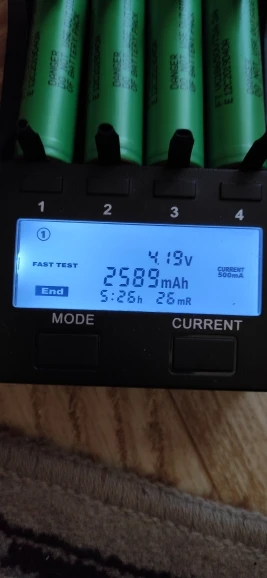 DANGER
DANGER
1 2 3 4
①
4.19v
FAST TEST
CURRENT
500mA
2589mAh
End
5:26h 26mR
MODE
CURRENT